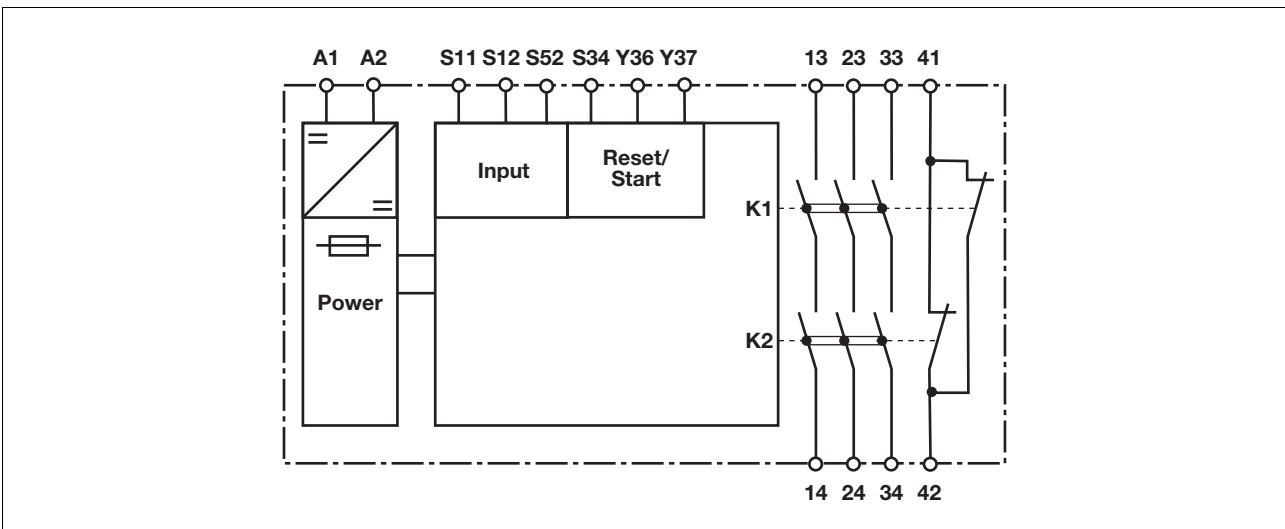 A1 A2 S11 S12 S52 S34 Y36 Y37 13 23 33 41
Input
Reset/
Start
K1
Power
K2
14 24 34 42